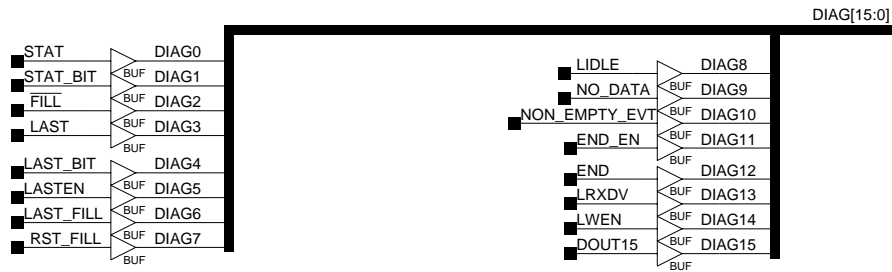 DIAG[15:0]
STAT DIAG0
BUF
STAT_BIT DIAG1
BUF
FILL DIAG2
BUF
LAST DIAG3
BUF
LAST_BIT DIAG4
BUF
LASTEN DIAG5
BUF
LAST_FILL DIAG6
BUF
RST_FILL DIAG7
BUF
LIDLE DIAG8
BUF
NO_DATA DIAG9
BUF
NON_EMPTY_EVT DIAG10
BUF
END_EN DIAG11
BUF
END DIAG12
BUF
LRXDV DIAG13
BUF
LWEN DIAG14
BUF
DOUT15 DIAG15
BUF